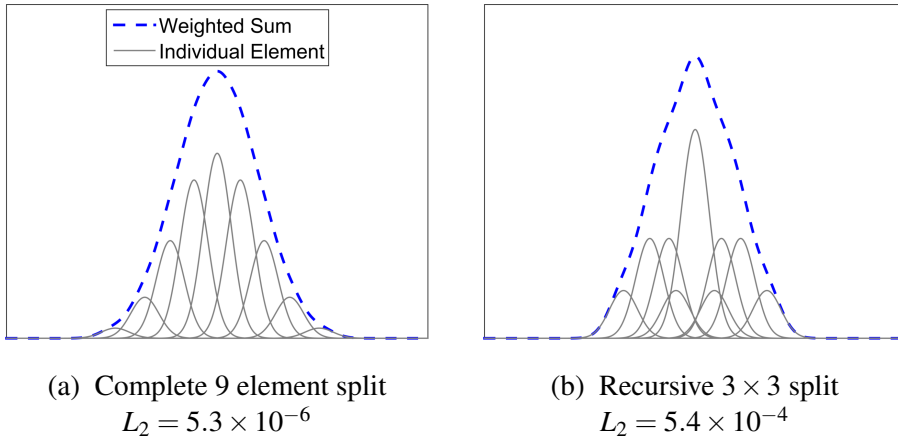 Weighted Sum
Individual Element
(a) Complete 9 element split
L₂ = 5.3 × 10⁻⁶
(b) Recursive 3 × 3 split
L₂ = 5.4 × 10⁻⁴